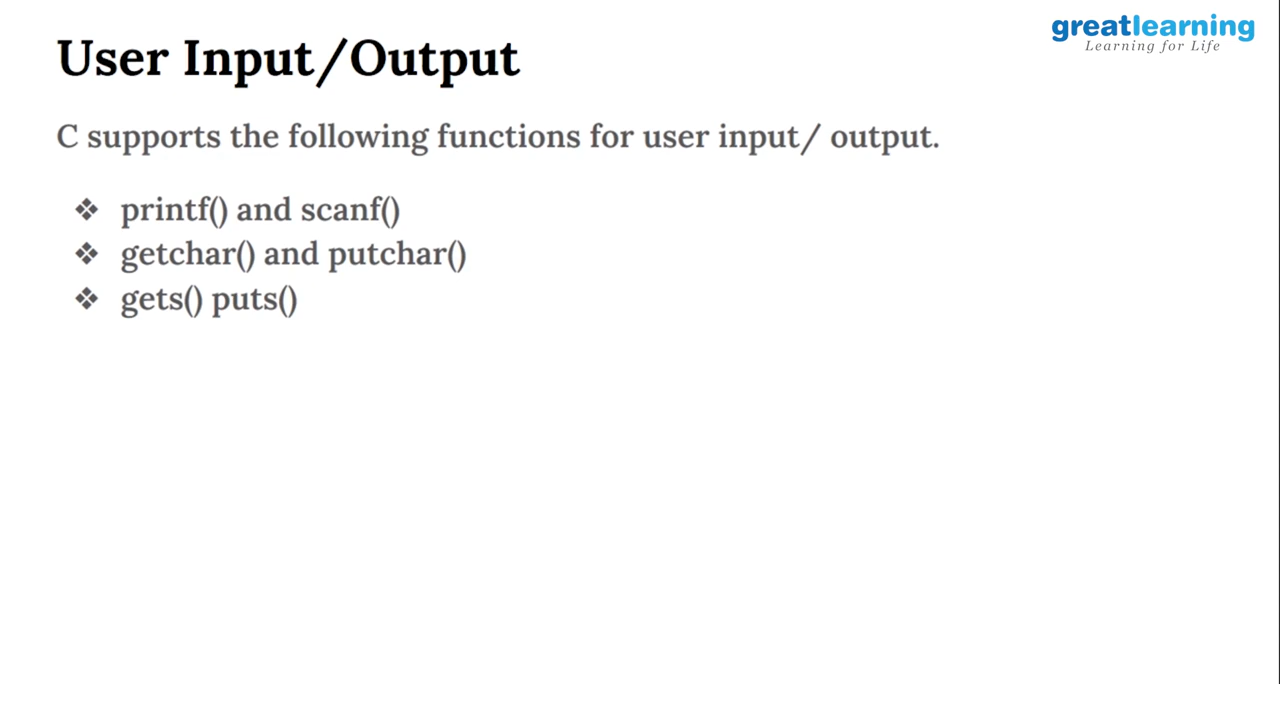 greatlearning
Learning for Life
User Input/Output
C supports the following functions for user input/ output.
❖ printf() and scanf()
❖ getchar() and putchar()
❖ gets() puts()